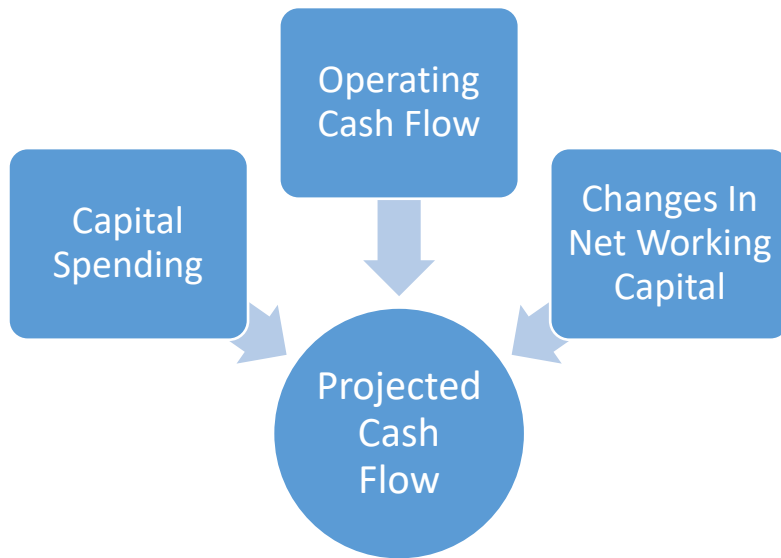 Operating
Cash Flow
Capital
Spending
Changes In
Net Working
Capital
Projected
Cash
Flow